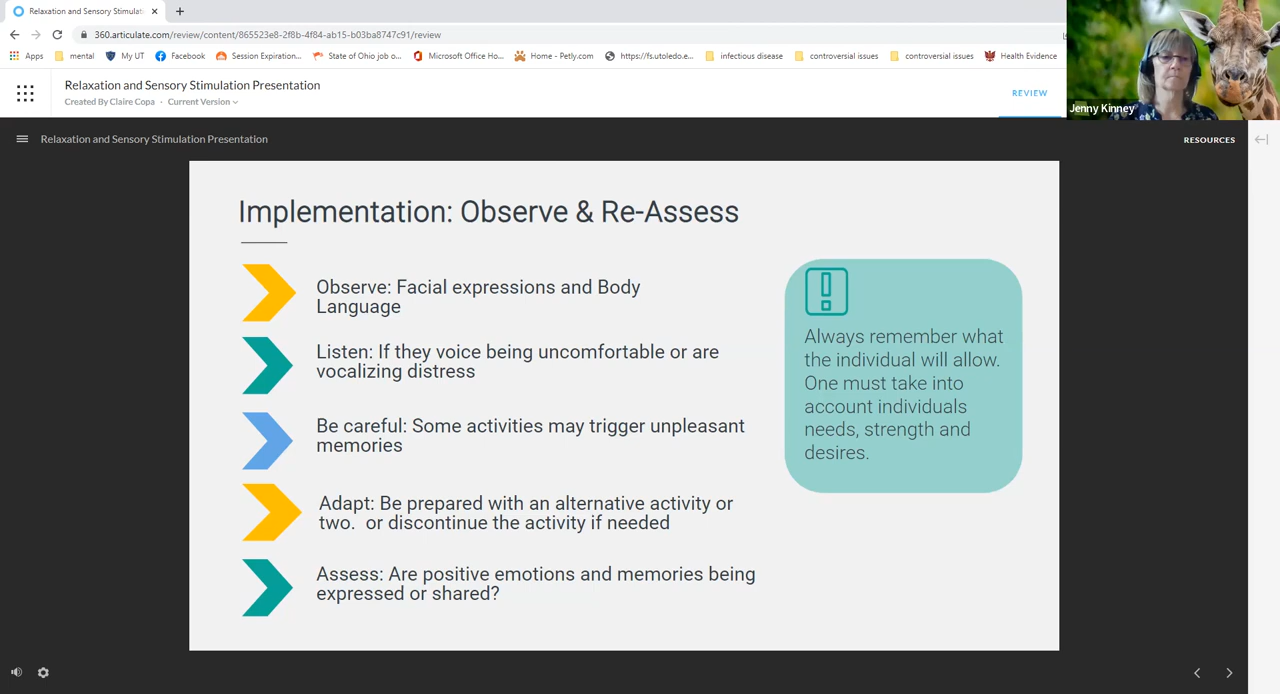 Relaxation and Sensory Stimulat
360.articulate.com/review/content/865523e8-2f8b-4f84-ab15-b03ba8747c91/review
Apps mental My UT Facebook Session Expiration... State of Ohio job o... Microsoft Office Ho... Home - Petly.com https://fs.utoledo.e... infectious disease controversial issues controversial issues Health Evidence
Jenny Kinney
Relaxation and Sensory Stimulation Presentation
Created By Claire Copa · Current Version
REVIEW
Relaxation and Sensory Stimulation Presentation
RESOURCES
Implementation: Observe & Re-Assess
Observe: Facial expressions and Body
Language
Listen: If they voice being uncomfortable or are
vocalizing distress
Be careful: Some activities may trigger unpleasant
memories
Adapt: Be prepared with an alternative activity or
two.  or discontinue the activity if needed
Assess: Are positive emotions and memories being
expressed or shared?
Always remember what
the individual will allow.
One must take into
account individuals
needs, strength and
desires.